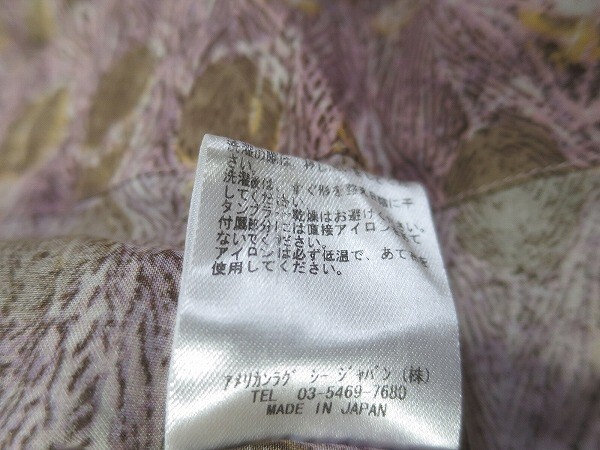 さい。
洗濯後は、すぐ形を整え陰に干
してください。
タンブラー乾燥はお避けください。
付属部分には直接アイロンをあて
ないでください。
アイロンは必ず低温で、あて布を
使用してください。
アメリカンラグ シー ジャパン (株)
TEL 03-5469-7680
MADE IN JAPAN